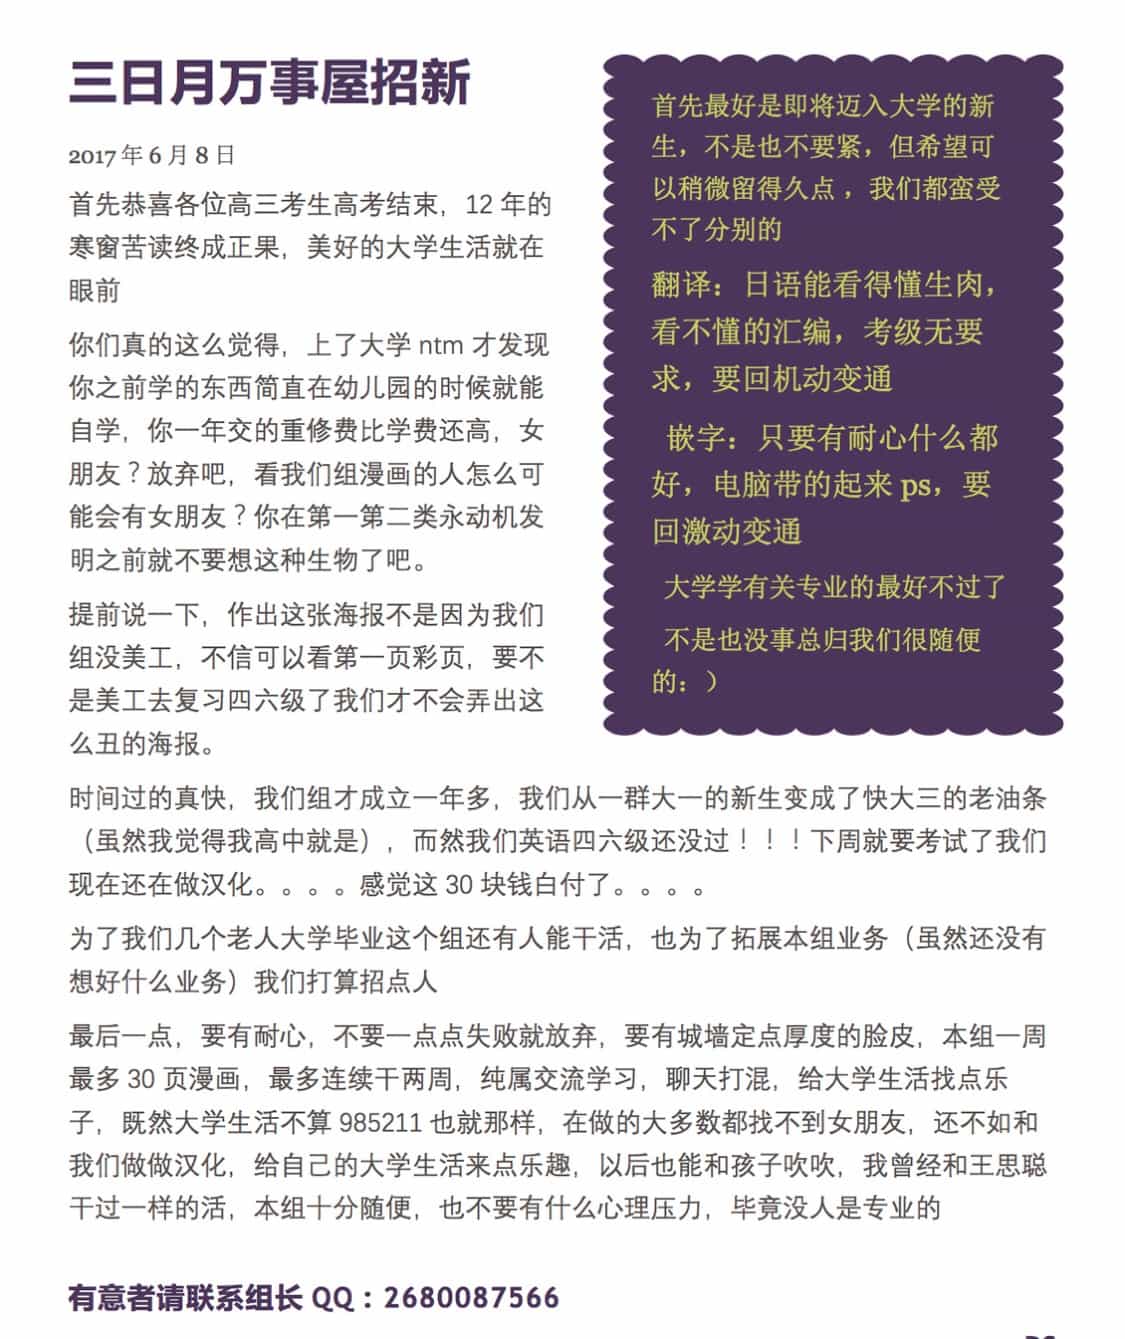 三日月万事屋招新
2017 年 6 月 8 日
首先恭喜各位高三考生高考结束，12 年的
寒窗苦读终成正果，美好的大学生活就在
眼前
你们真的这么觉得，上了大学 ntm 才发现
你之前学的东西简直在幼儿园的时候就能
自学，你一年交的重修费比学费还高，女
朋友？放弃吧，看我们组漫画的人怎么可
能会有女朋友？你在第一第二类永动机发
明之前就不要想这种生物了吧。
提前说一下，作出这张海报不是因为我们
组没美工，不信可以看第一页彩页，要不
是美工去复习四六级了我们才不会弄出这
么丑的海报。
首先最好是即将迈入大学的新
生，不是也不要紧，但希望可
以稍微留得久点 ，我们都蛮受
不了分别的
翻译：日语能看得懂生肉，
看不懂的汇编，考级无要
求，要回机动变通
嵌字：只要有耐心什么都
好，电脑带的起来 ps，要
回激动变通
大学学有关专业的最好不过了
不是也没事总归我们很随便
的：）
时间过的真快，我们组才成立一年多，我们从一群大一的新生变成了快大三的老油条
（虽然我觉得我高中就是），而然我们英语四六级还没过！！！下周就要考试了我们
现在还在做汉化。。。。感觉这 30 块钱白付了。。。。
为了我们几个老人大学毕业这个组还有人能干活，也为了拓展本组业务（虽然还没有
想好什么业务）我们打算招点人
最后一点，要有耐心，不要一点点失败就放弃，要有城墙定点厚度的脸皮，本组一周
最多 30 页漫画，最多连续干两周，纯属交流学习，聊天打混，给大学生活找点乐
子，既然大学生活不算 985211 也就那样，在做的大多数都找不到女朋友，还不如和
我们做做汉化，给自己的大学生活来点乐趣，以后也能和孩子吹吹，我曾经和王思聪
干过一样的活，本组十分随便，也不要有什么心理压力，毕竟没人是专业的
有意者请联系组长 QQ：2680087566